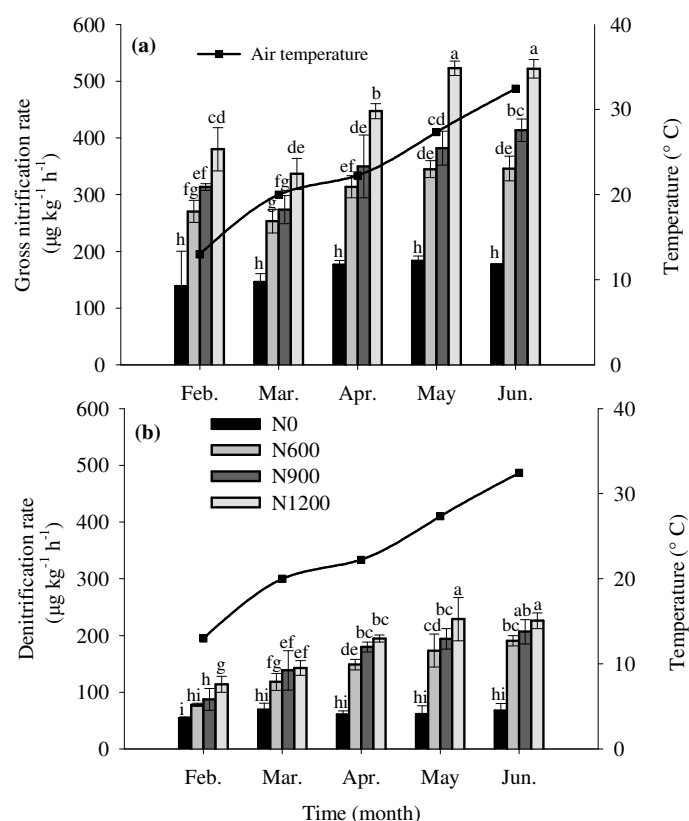 (a)
Air temperature
Gross nitrification rate
(µg kg⁻¹ h⁻¹)
600
500
400
300
200
100
0
40
30
20
10
0
Temperature (° C)
h fg ef cd
h g fg de
h ef de b
h de cd a
h de bc a
Feb. Mar. Apr. May Jun.
(b)
N0
N600
N900
N1200
Denitrification rate
(µg kg⁻¹ h⁻¹)
600
500
400
300
200
100
0
40
30
20
10
0
Temperature (° C)
i hi h g
hi fg ef ef
hi de bc bc
hi cd bc a
hi bc ab a
Feb. Mar. Apr. May Jun.
Time (month)